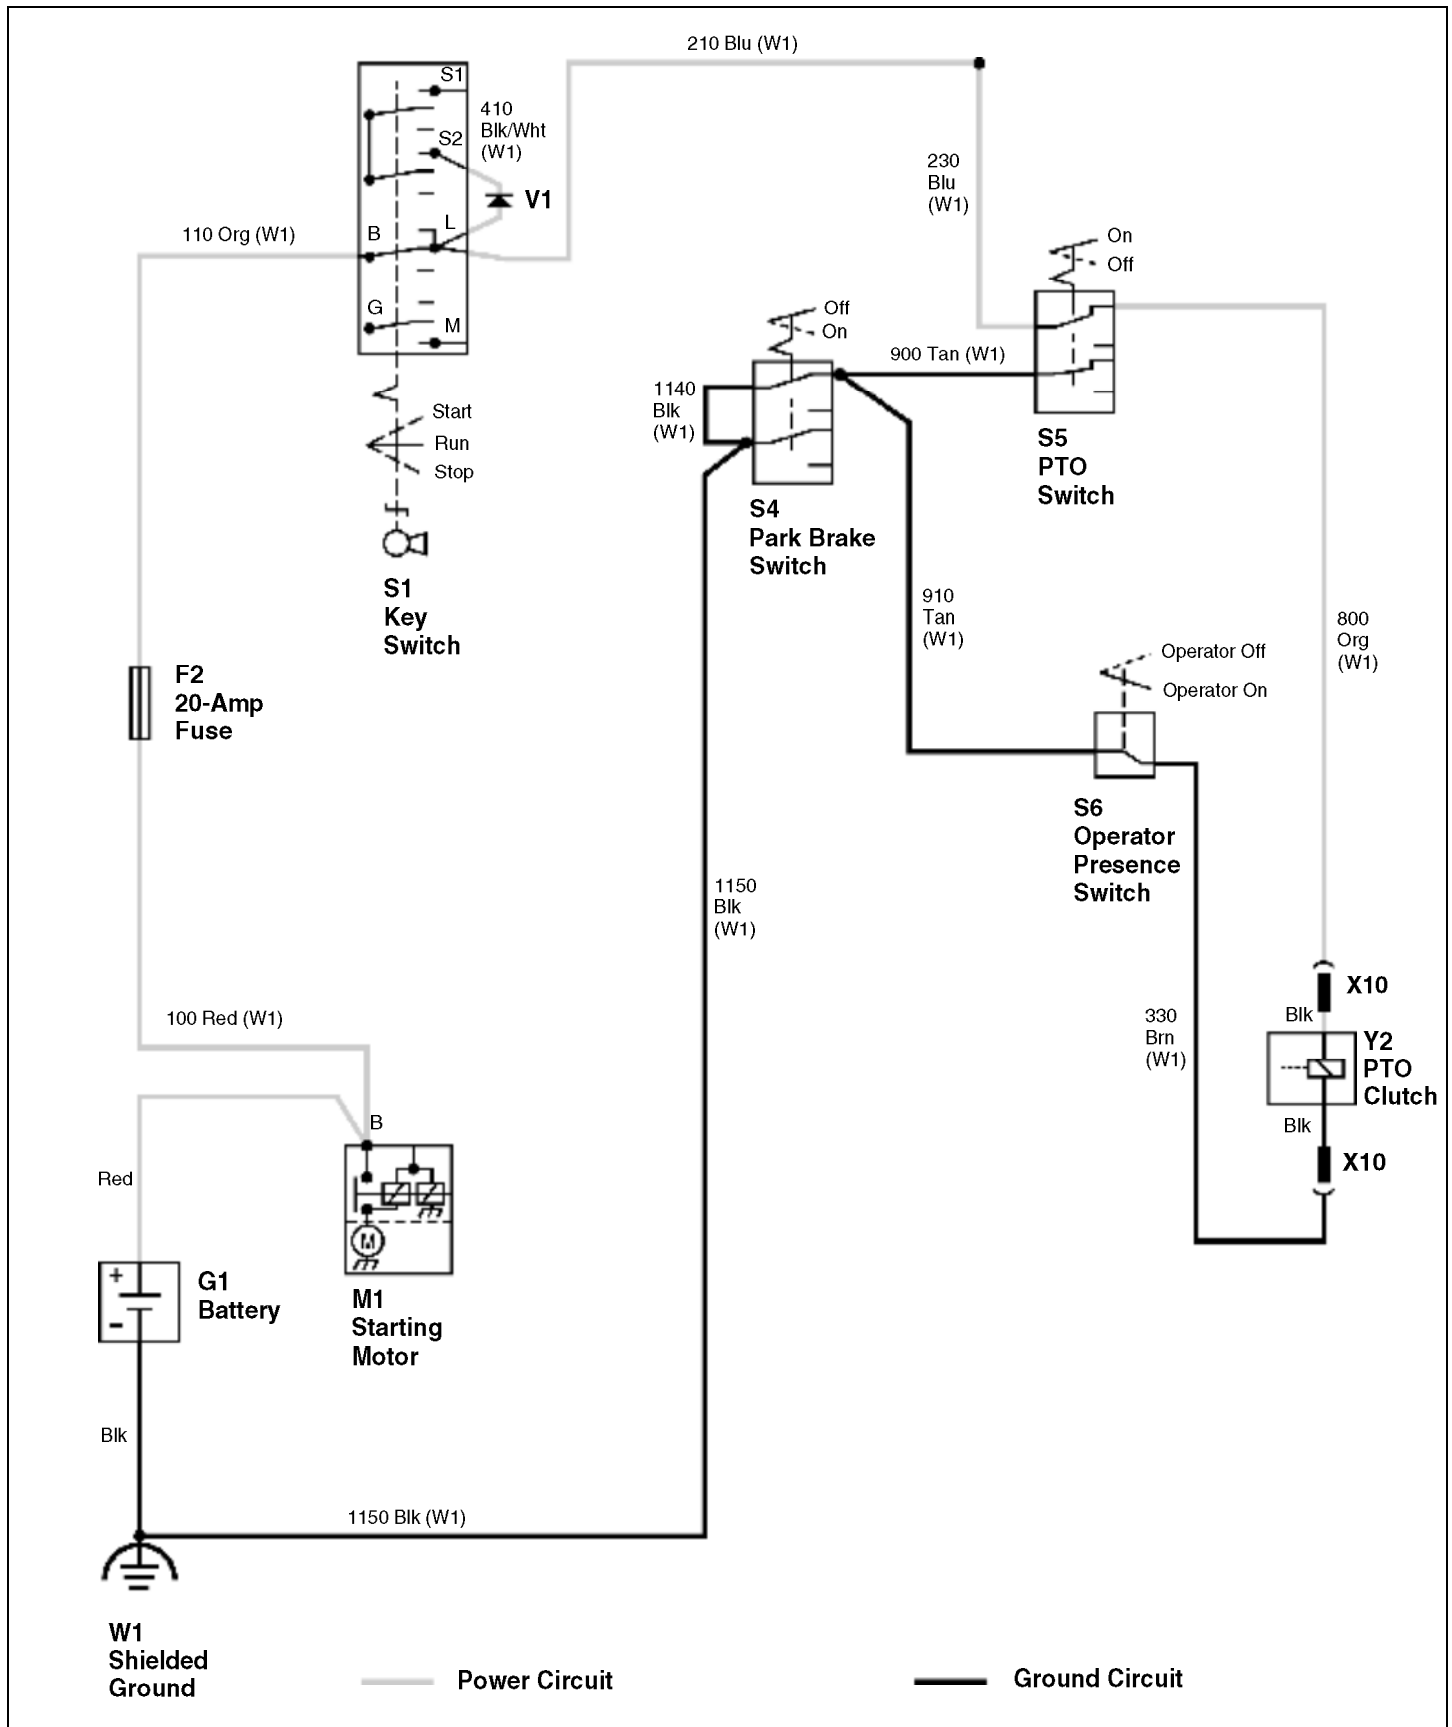 210 Blu (W1)
S1
410
Blk/Wht
(W1)
S2
V1
230
Blu
(W1)
110 Org (W1)
B
L
G
M
On
Off
Off
On
900 Tan (W1)
1140
Blk
(W1)
Start
Run
Stop
S5
PTO
Switch
S4
Park Brake
Switch
S1
Key
Switch
910
Tan
(W1)
800
Org
(W1)
Operator Off
Operator On
F2
20-Amp
Fuse
S6
Operator
Presence
Switch
1150
Blk
(W1)
X10
Blk
100 Red (W1)
330
Brn
(W1)
Y2
PTO
Clutch
B
Blk
X10
Red
M
+
-
G1
Battery
M1
Starting
Motor
Blk
1150 Blk (W1)
W1
Shielded
Ground
Power Circuit
Ground Circuit